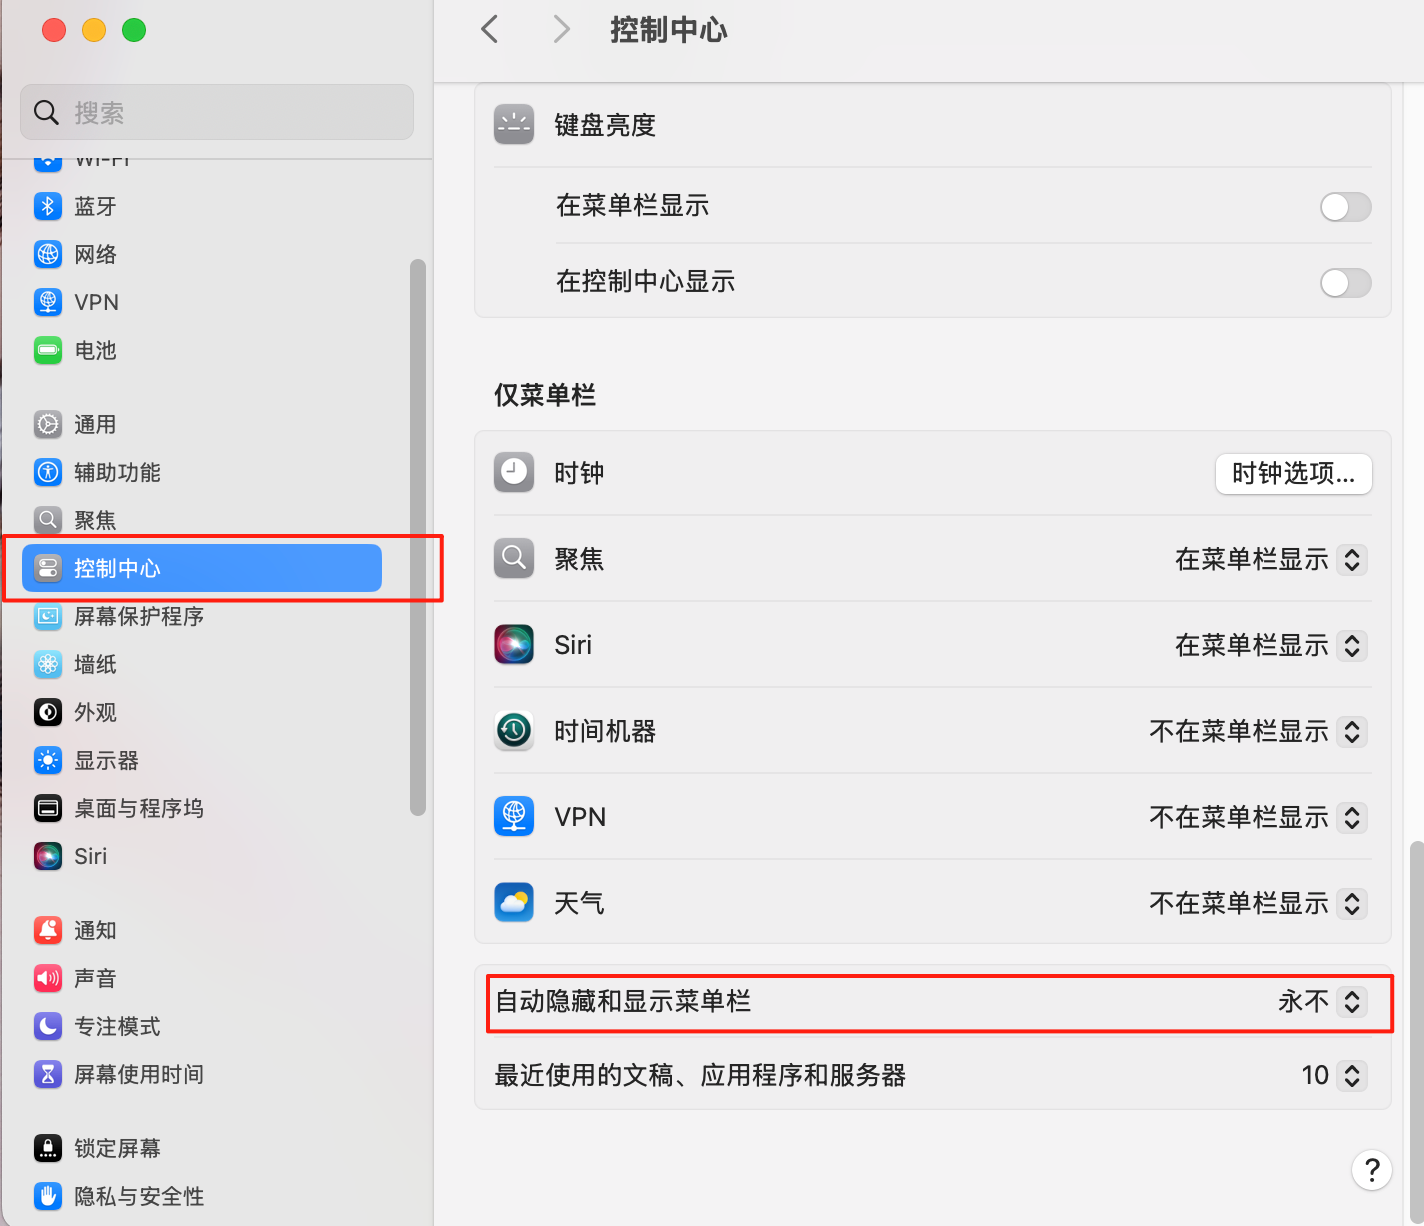 控制中心
搜索
Wi-Fi
蓝牙
网络
VPN
电池
通用
辅助功能
聚焦
控制中心
屏幕保护程序
墙纸
外观
显示器
桌面与程序坞
Siri
通知
声音
专注模式
屏幕使用时间
锁定屏幕
隐私与安全性
键盘亮度
在菜单栏显示
在控制中心显示
仅菜单栏
时钟 时钟选项...
聚焦 在菜单栏显示
Siri 在菜单栏显示
时间机器 不在菜单栏显示
VPN 不在菜单栏显示
天气 不在菜单栏显示
自动隐藏和显示菜单栏 永不
最近使用的文稿、应用程序和服务器 10
?